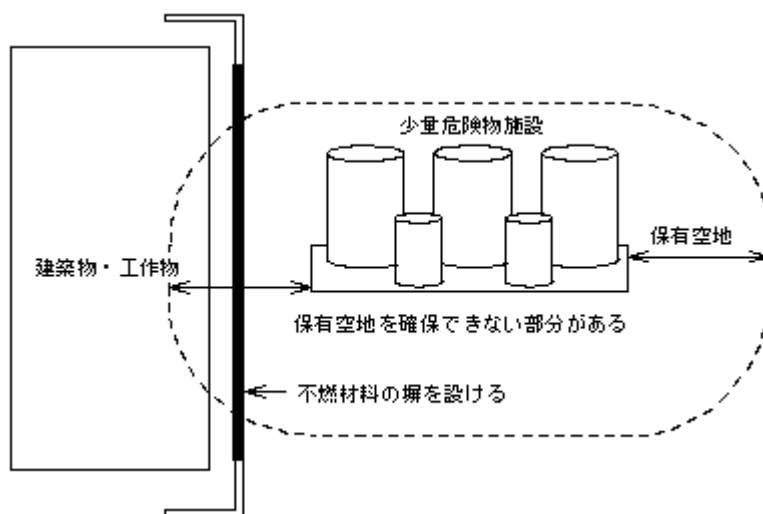 少量危険物施設
保有空地
建築物・工作物
保有空地を確保できない部分がある
不燃材料の塀を設ける